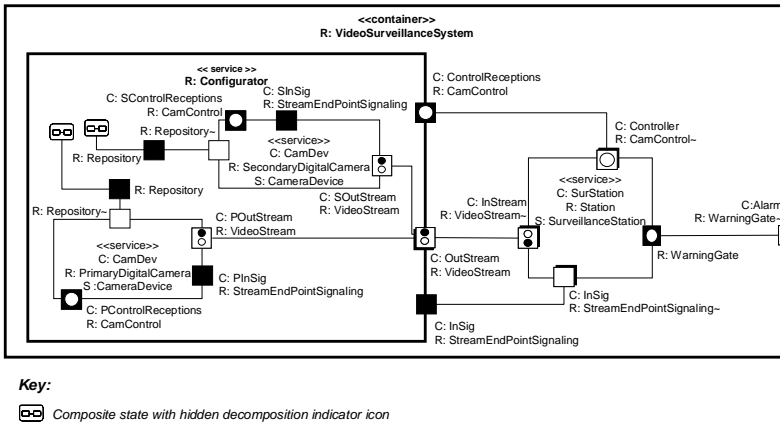 <<container>>
R: VideoSurveillanceSystem
<< service >>
R: Configurator
C: SControlReceptions
R: CamControl
C: SInSig
R: StreamEndPointSignaling
C: ControlReceptions
R: CamControl
R: Repository~
R: Repository
<<service>>
C: CamDev
R: SecondaryDigitalCamera
S: CameraDevice
C: SOutStream
R: VideoStream
C: Controller
R: CamControl~
<<service>>
C: SurStation
R: Station
S: SurveillanceStation
C: InStream
R: VideoStream~
C:Alarm
R: WarningGate~
R: WarningGate
R: Repository
R: Repository~
C: POutStream
R: VideoStream
<<service>>
C: CamDev
R: PrimaryDigitalCamera
S :CameraDevice
C: PInSig
R: StreamEndPointSignaling
C: PControlReceptions
R: CamControl
C: OutStream
R: VideoStream
C: InSig
R: StreamEndPointSignaling~
C: InSig
R: StreamEndPointSignaling
Key:
Composite state with hidden decomposition indicator icon